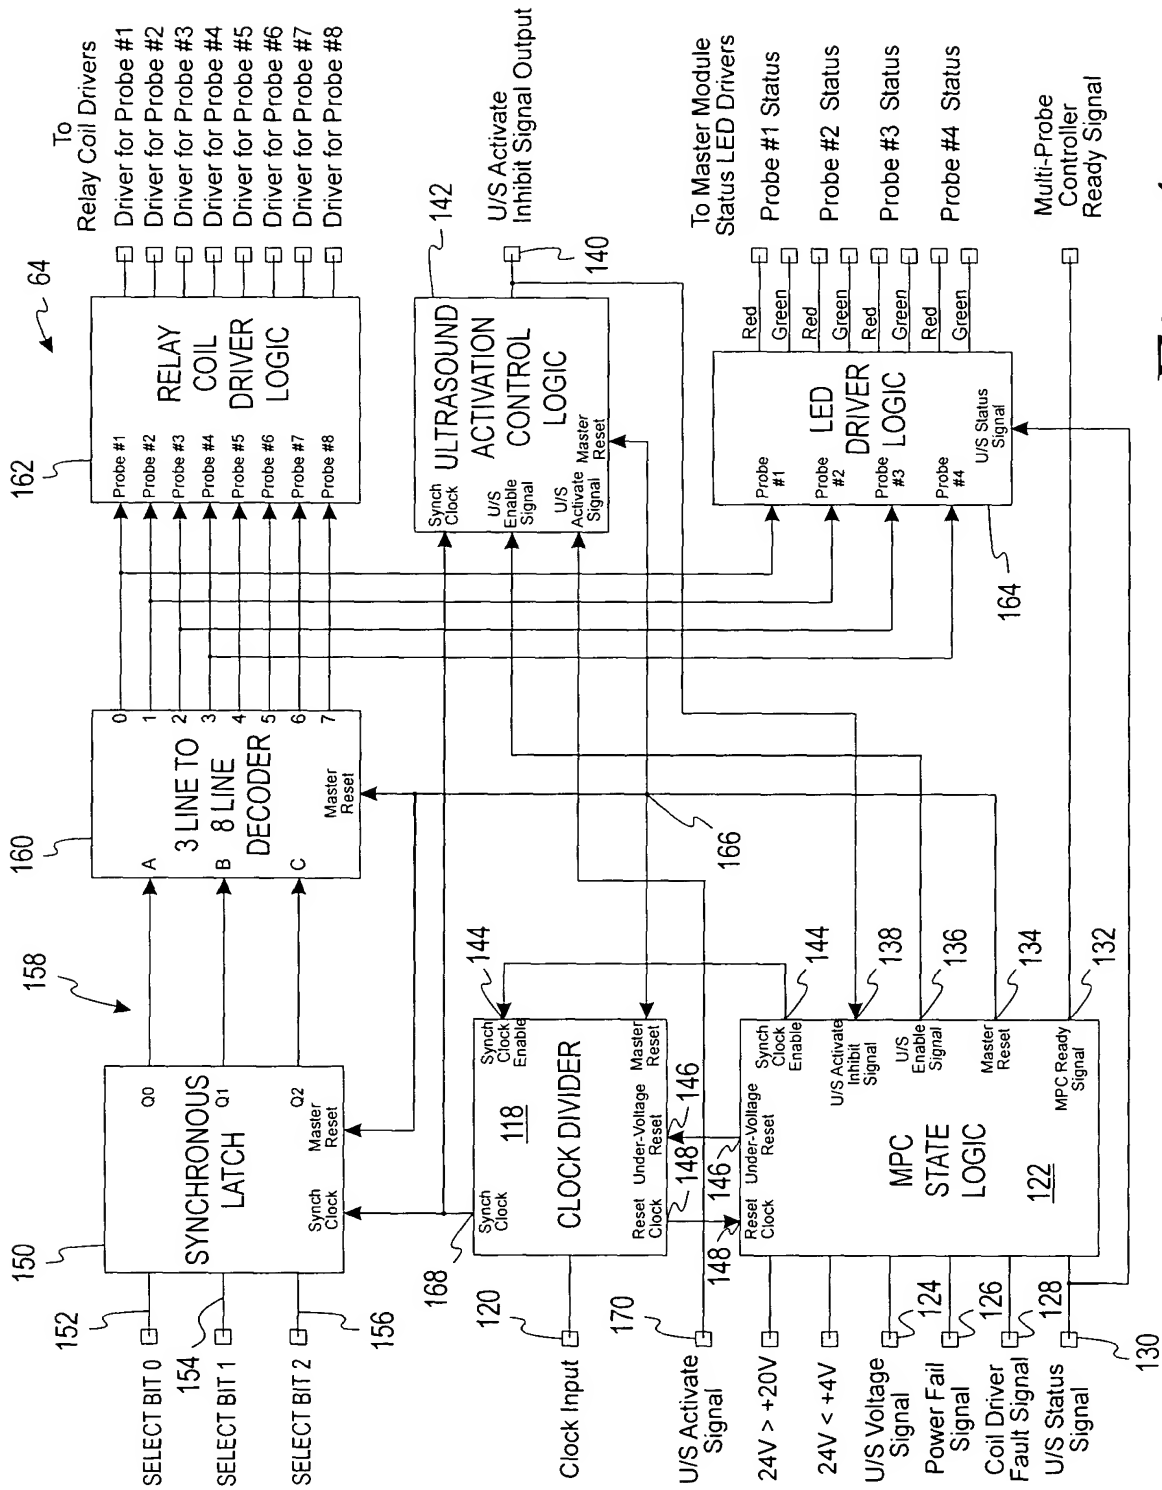 64
To
Relay Coil Drivers
Driver for Probe #1
Driver for Probe #2
Driver for Probe #3
Driver for Probe #4
Driver for Probe #5
Driver for Probe #6
Driver for Probe #7
Driver for Probe #8
162
RELAY
COIL
DRIVER
LOGIC
Probe #1
Probe #2
Probe #3
Probe #4
Probe #5
Probe #6
Probe #7
Probe #8
160
3 LINE TO
8 LINE
DECODER
A
B
C
0
1
2
3
4
5
6
7
Master
Reset
158
150
SYNCHRONOUS
LATCH
Q0
Q1
Q2
Synch
Clock
Master
Reset
152
154
156
SELECT BIT 0
SELECT BIT 1
SELECT BIT 2
142
U/S Activate
Inhibit Signal Output
140
ULTRASOUND
ACTIVATION
CONTROL
LOGIC
Synch
Clock
U/S
Enable
Signal
U/S
Activate
Signal
Master
Reset
168
144
Synch
Clock
Synch
Clock
Enable
118
CLOCK DIVIDER
Reset
Clock
Under-Voltage
Reset
Master
Reset
148
146
166
120
Clock Input
170
U/S Activate
Signal
To Master Module
Status LED Drivers
Probe #1 Status
Probe #2 Status
Probe #3 Status
Probe #4 Status
Red
Green
Red
Green
Red
Green
Red
Green
LED
DRIVER
LOGIC
Probe
#1
Probe
#2
Probe
#3
Probe
#4
U/S Status
Signal
164
148
146
144
138
136
134
132
Reset
Clock
Under-Voltage
Reset
Synch
Clock
Enable
U/S Activate
Inhibit
Signal
U/S
Enable
Signal
Master
Reset
MPC Ready
Signal
MPC
STATE
LOGIC
122
24V > +20V
24V < +4V
U/S Voltage
Signal
Power Fail
Signal
Coil Driver
Fault Signal
U/S Status
Signal
124
126
128
130
Multi-Probe
Controller
Ready Signal